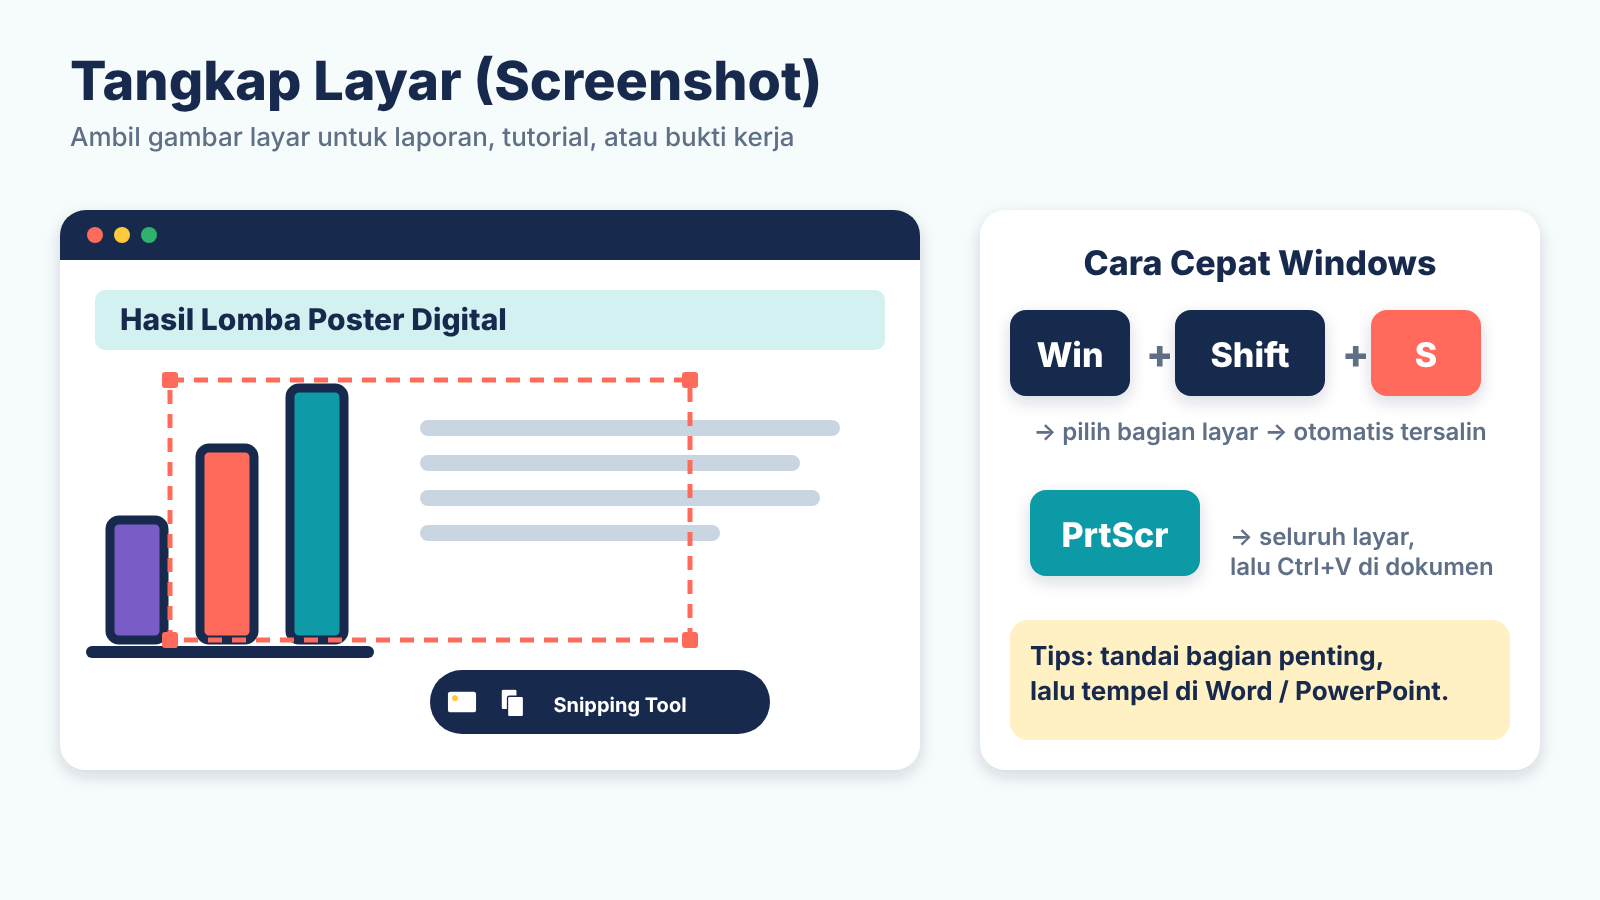 Tangkap Layar (Screenshot)
Ambil gambar layar untuk laporan, tutorial, atau bukti kerja
Hasil Lomba Poster Digital
Snipping Tool
Cara Cepat Windows
Win + Shift + S
→ pilih bagian layar → otomatis tersalin
PrtScr
→ seluruh layar,
lalu Ctrl+V di dokumen
Tips: tandai bagian penting,
lalu tempel di Word / PowerPoint.